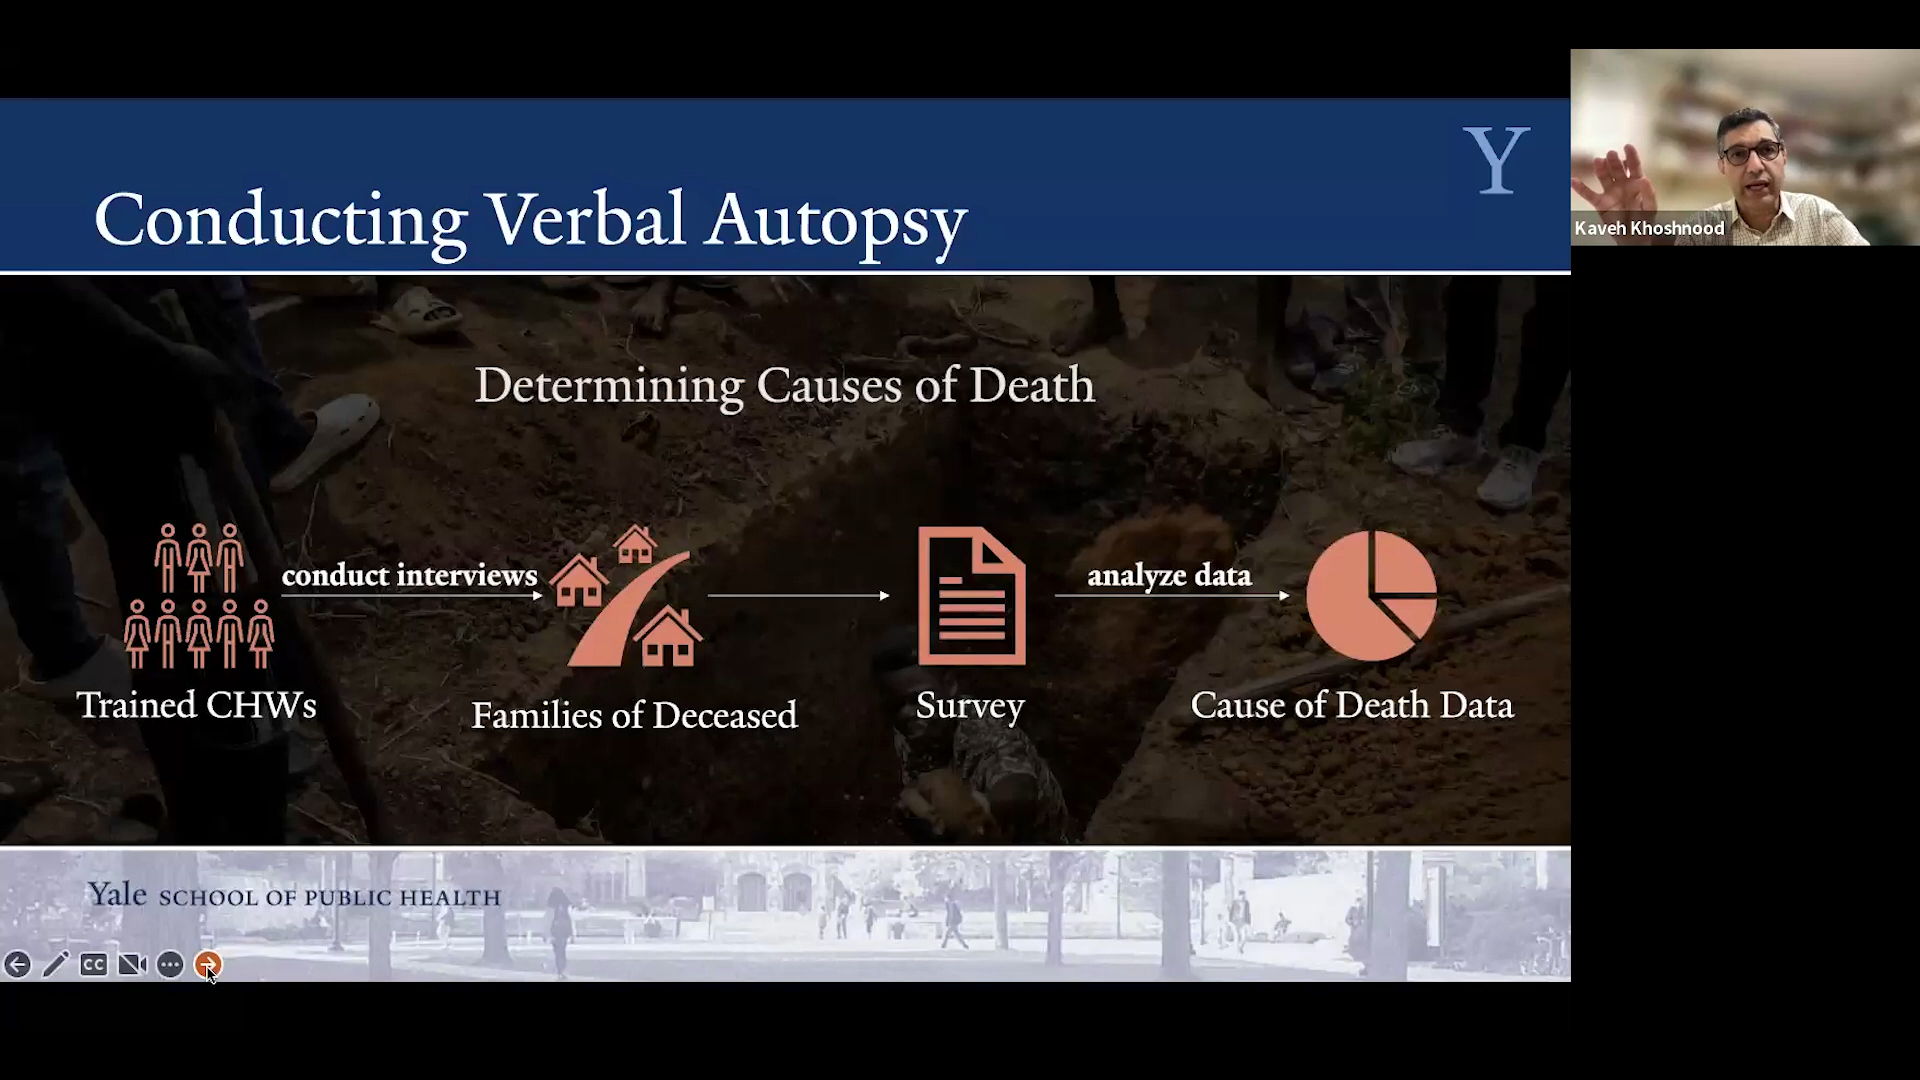 Y
Conducting Verbal Autopsy
Kaveh Khoshnood
Determining Causes of Death
conduct interviews
analyze data
Trained CHWs
Families of Deceased
Survey
Cause of Death Data
Yale SCHOOL OF PUBLIC HEALTH
CC